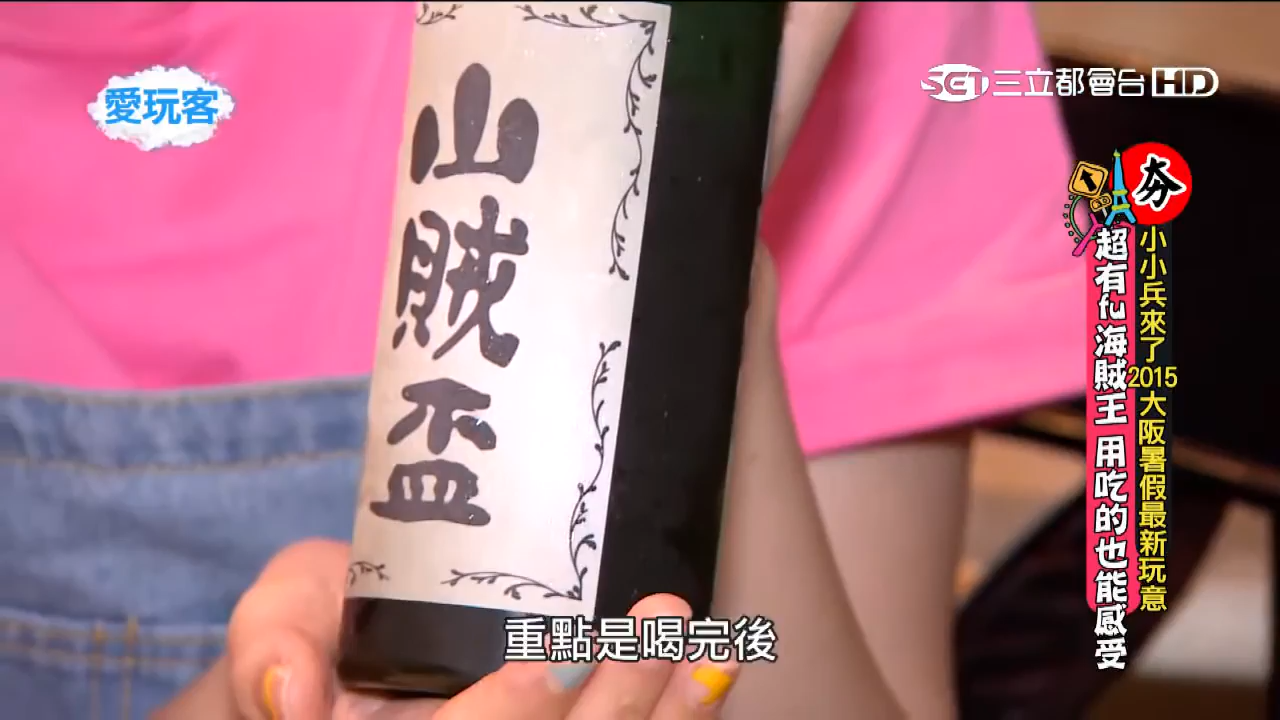 愛玩客
SET三立都會台HD
夯
小小兵來了2015大阪暑假最新玩意
超有fu海賊王 用吃的也能感受
山賊盃
重點是喝完後